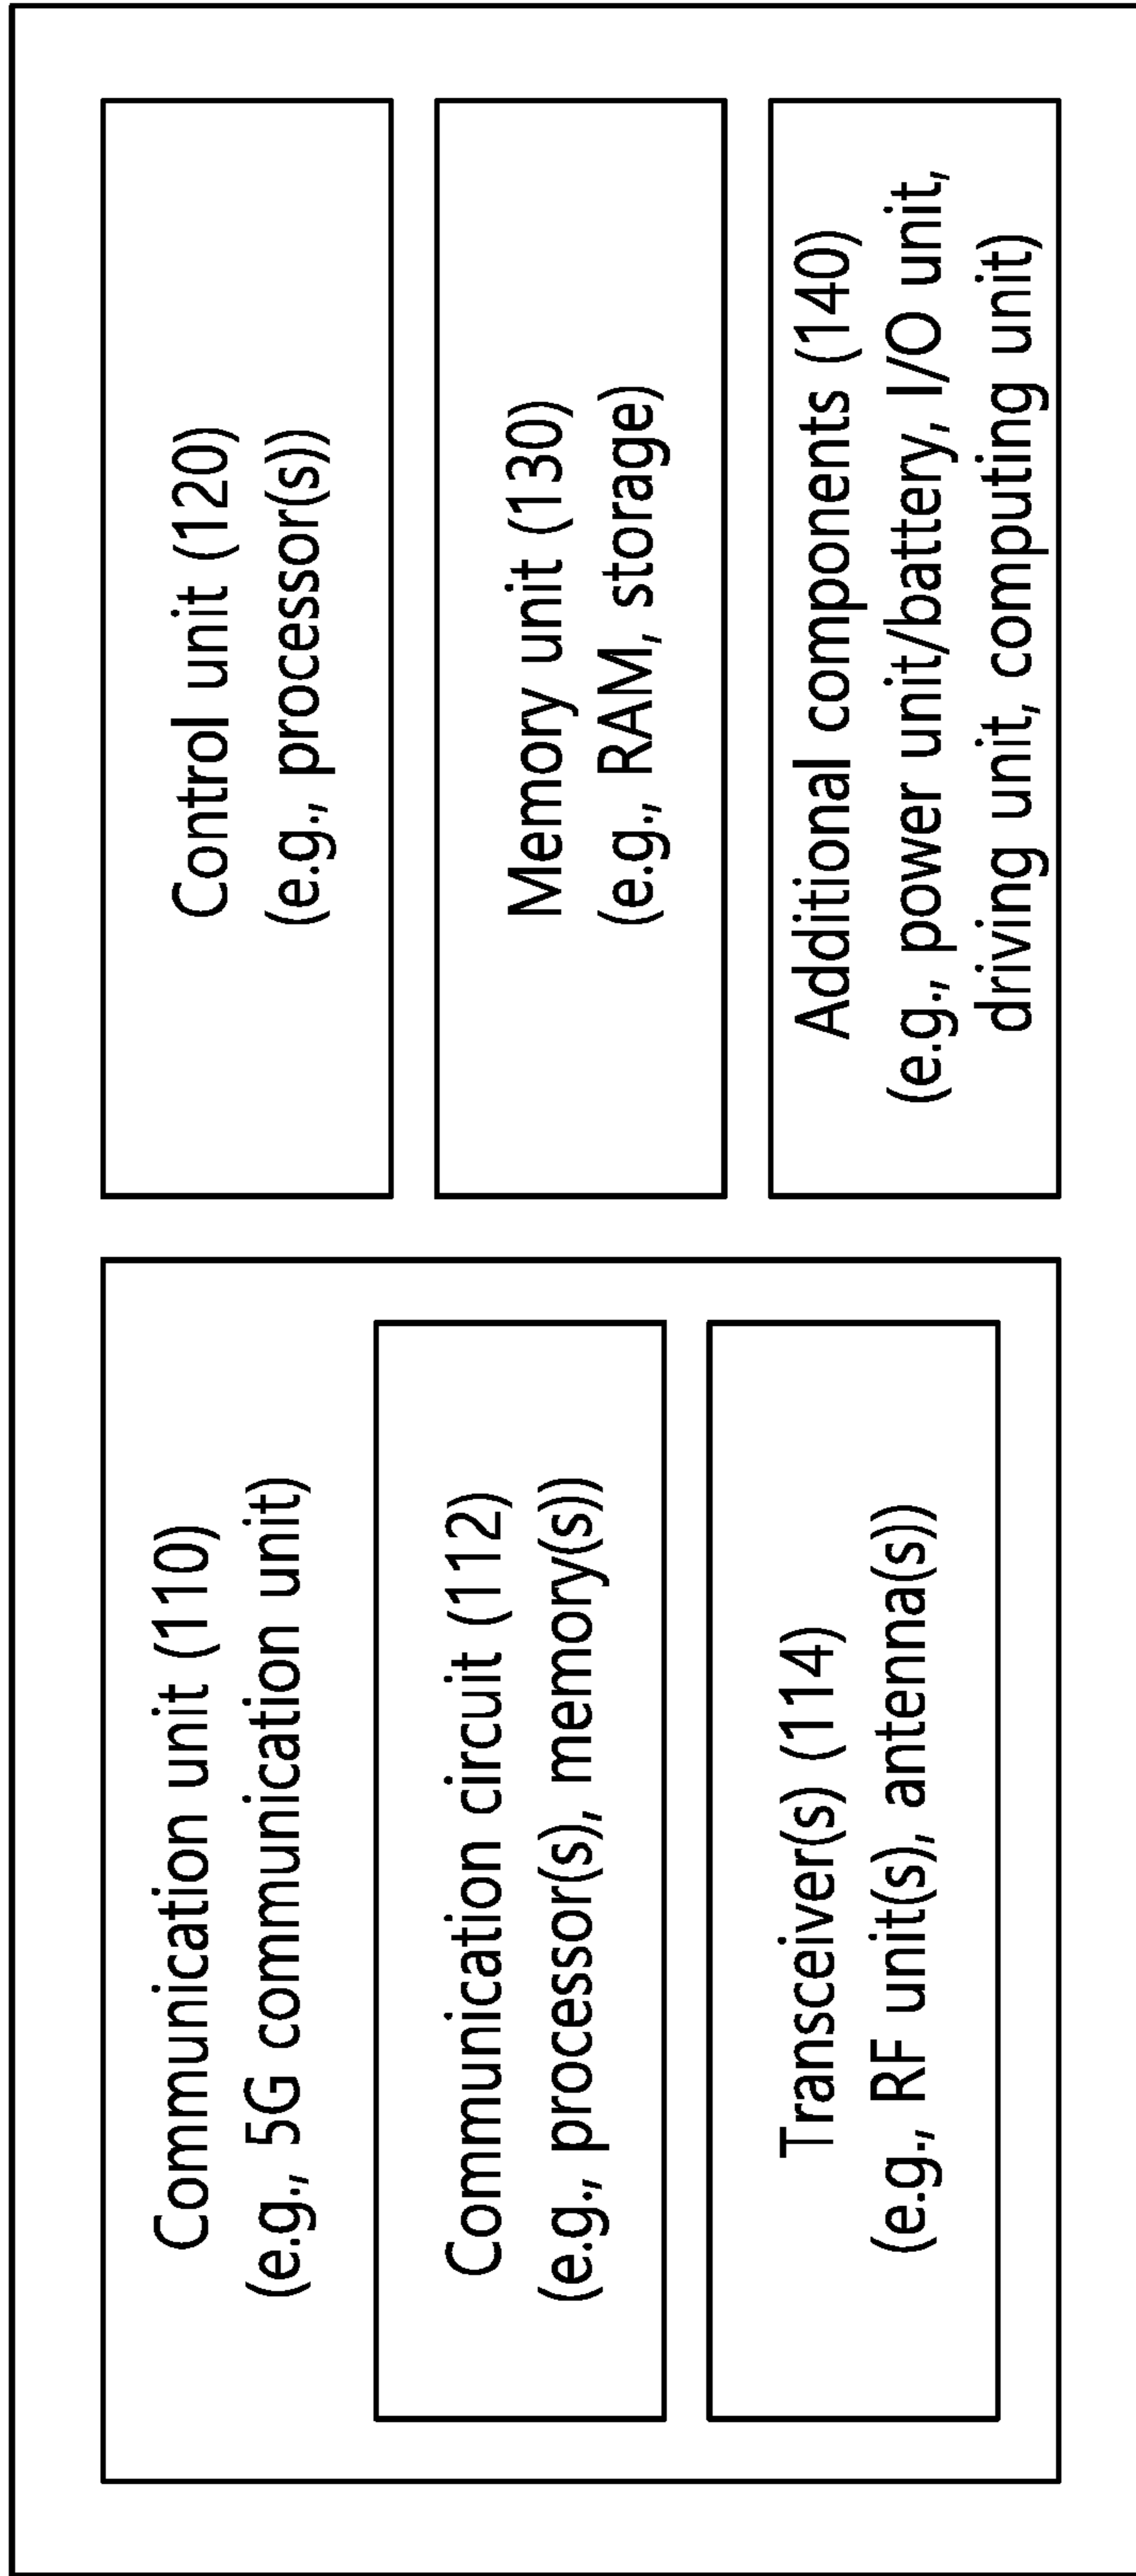 Communication unit (110)
(e.g., 5G communication unit)
Communication circuit (112)
(e.g., processor(s), memory(s))
Transceiver(s) (114)
(e.g., RF unit(s), antenna(s))
Control unit (120)
(e.g., processor(s))
Memory unit (130)
(e.g., RAM, storage)
Additional components (140)
(e.g., power unit/battery, I/O unit,
driving unit, computing unit)